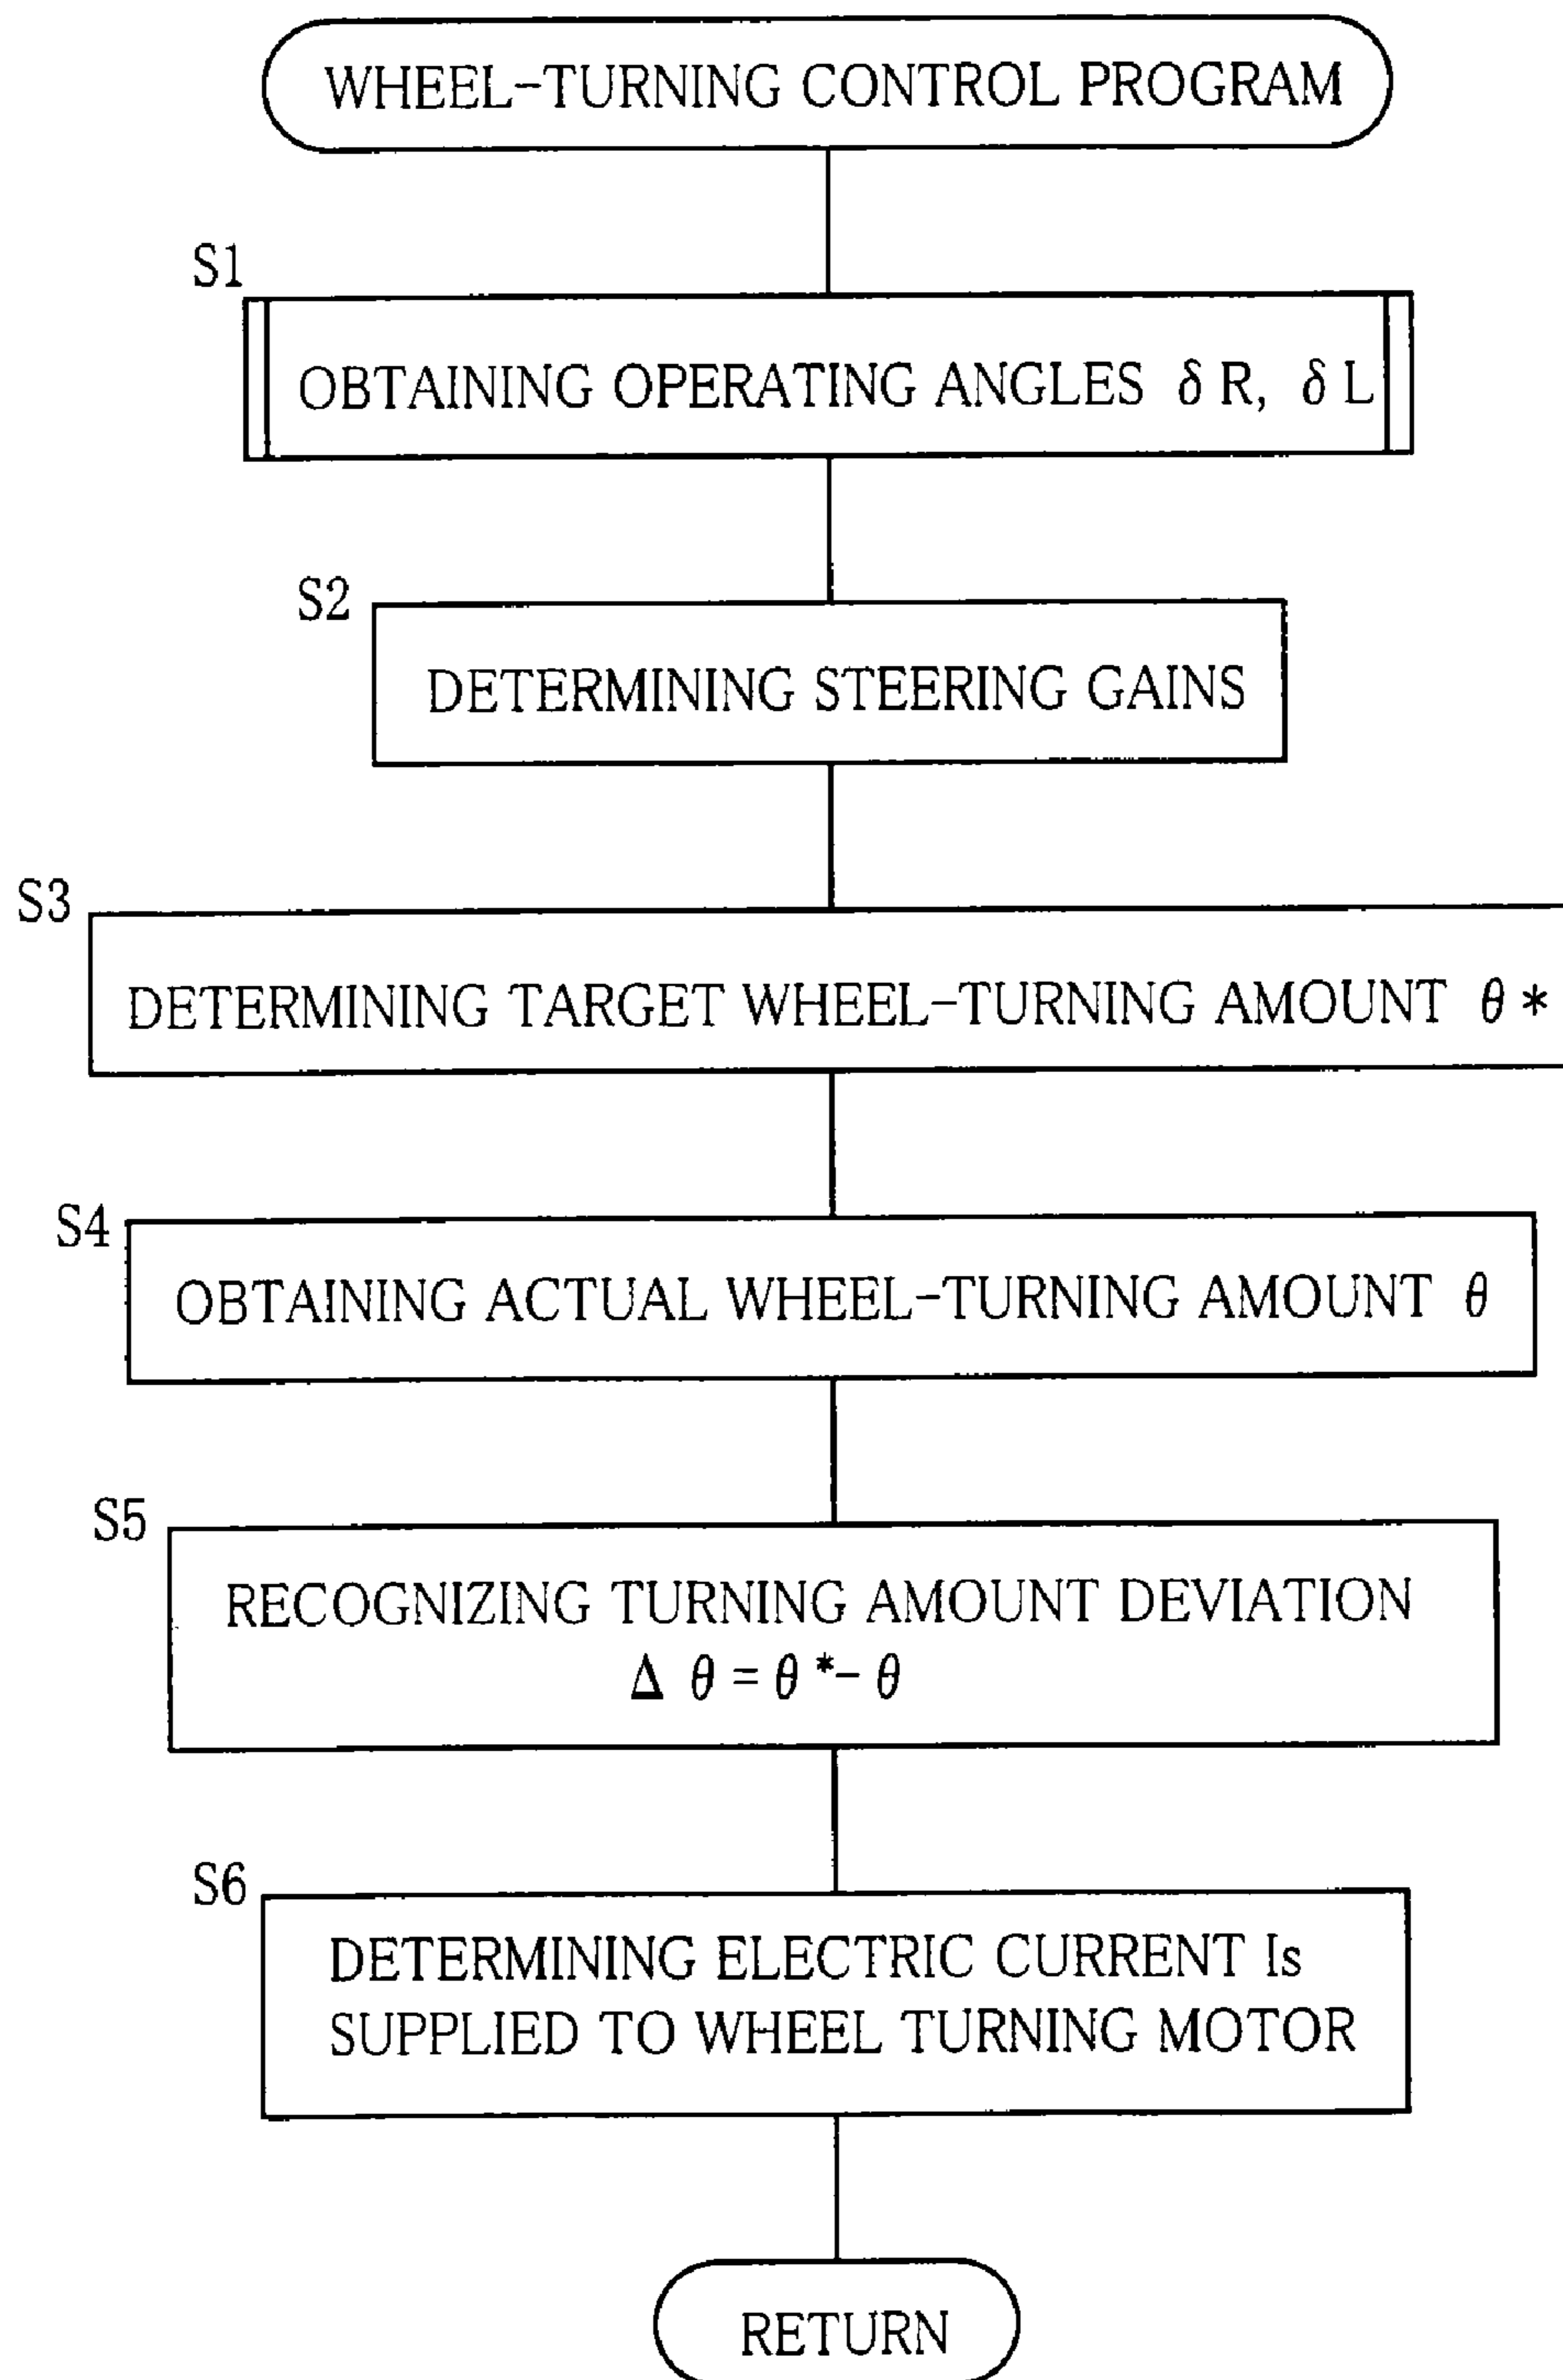 WHEEL-TURNING CONTROL PROGRAM
S1
OBTAINING OPERATING ANGLES δR, δL
S2
DETERMINING STEERING GAINS
S3
DETERMINING TARGET WHEEL-TURNING AMOUNT θ*
S4
OBTAINING ACTUAL WHEEL-TURNING AMOUNT θ
S5
RECOGNIZING TURNING AMOUNT DEVIATION
Δθ = θ*− θ
S6
DETERMINING ELECTRIC CURRENT Is
SUPPLIED TO WHEEL TURNING MOTOR
RETURN